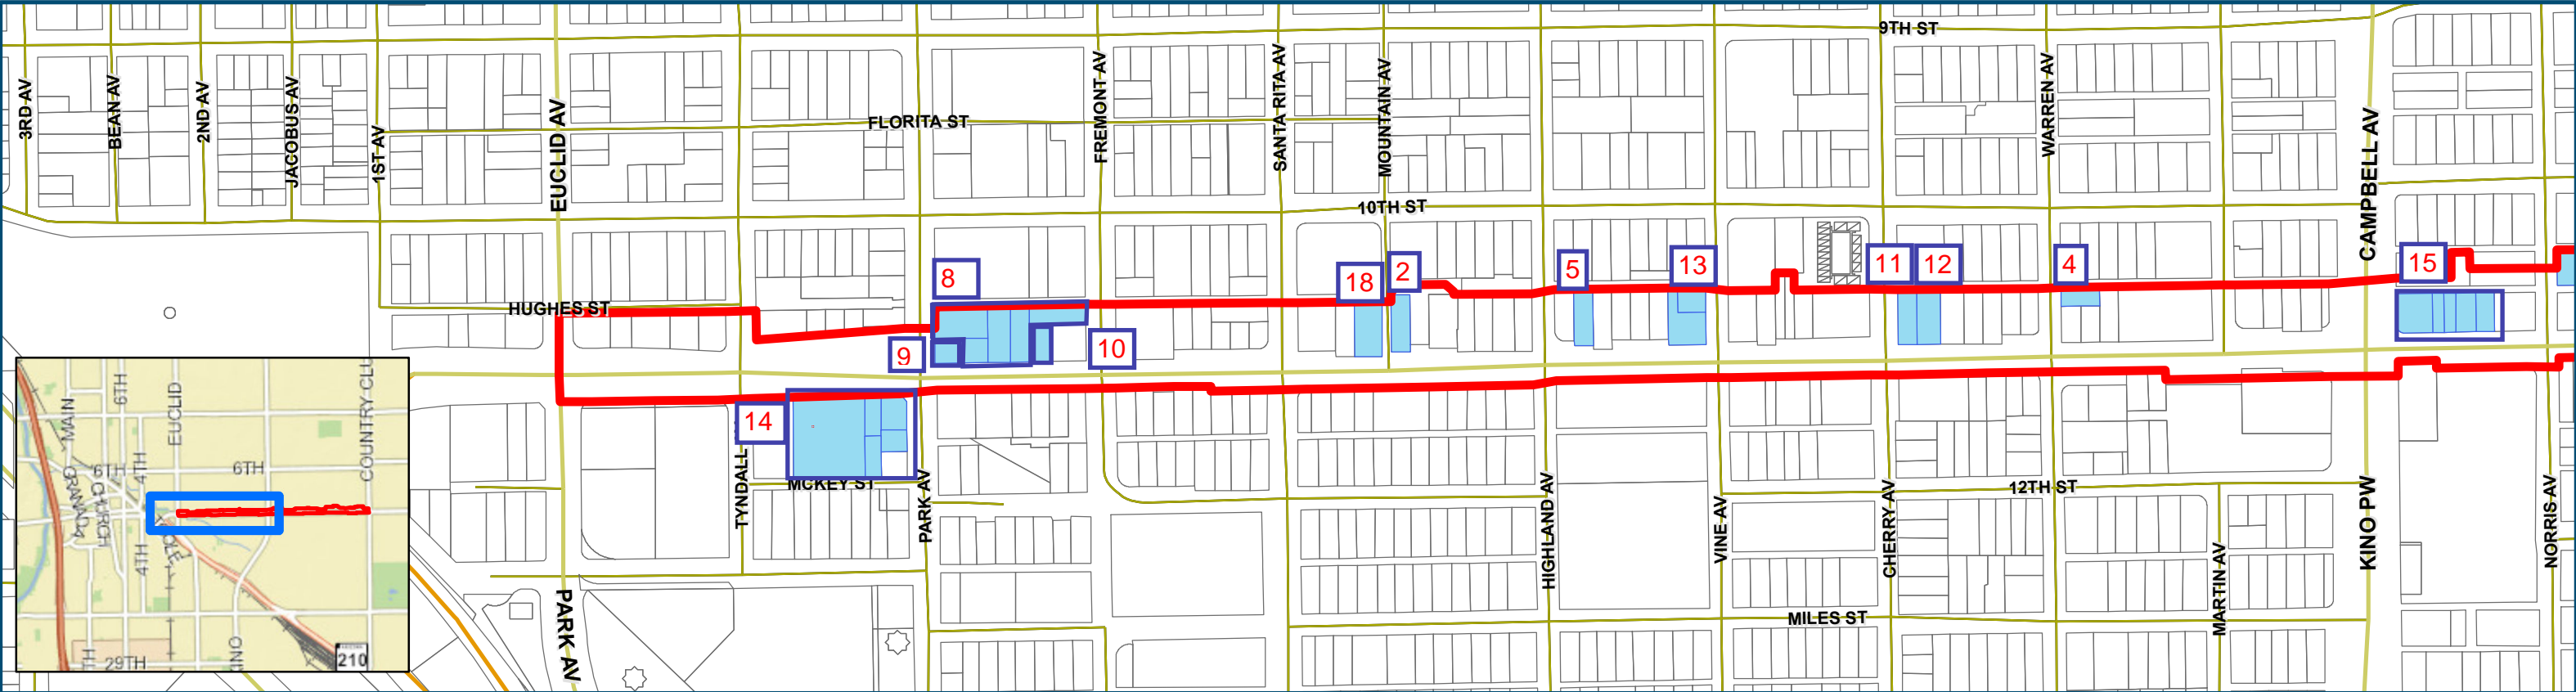 9TH ST
3RD AV
BEAN AV
2ND AV
JACOBUS AV
1ST AV
EUCLID AV
FLORITA ST
FREMONT AV
SANTA RITA AV
MOUNTAIN AV
WARREN AV
CAMPBELL AV
10TH ST
HUGHES ST
8
18
2
5
13
11
12
4
15
9
10
14
TYNDALL
MCKEY ST
PARK AV
HIGHLAND AV
VINE AV
CHERRY AV
12TH ST
MARTIN AV
KINO PW
NORRIS AV
MILES ST
PARK AV
MAIN
6TH
EUCLID
COUNTRY CLU
6TH
4TH
6TH
GRANADA
CHURCH
4TH
OLE
INO
TH
29TH
210